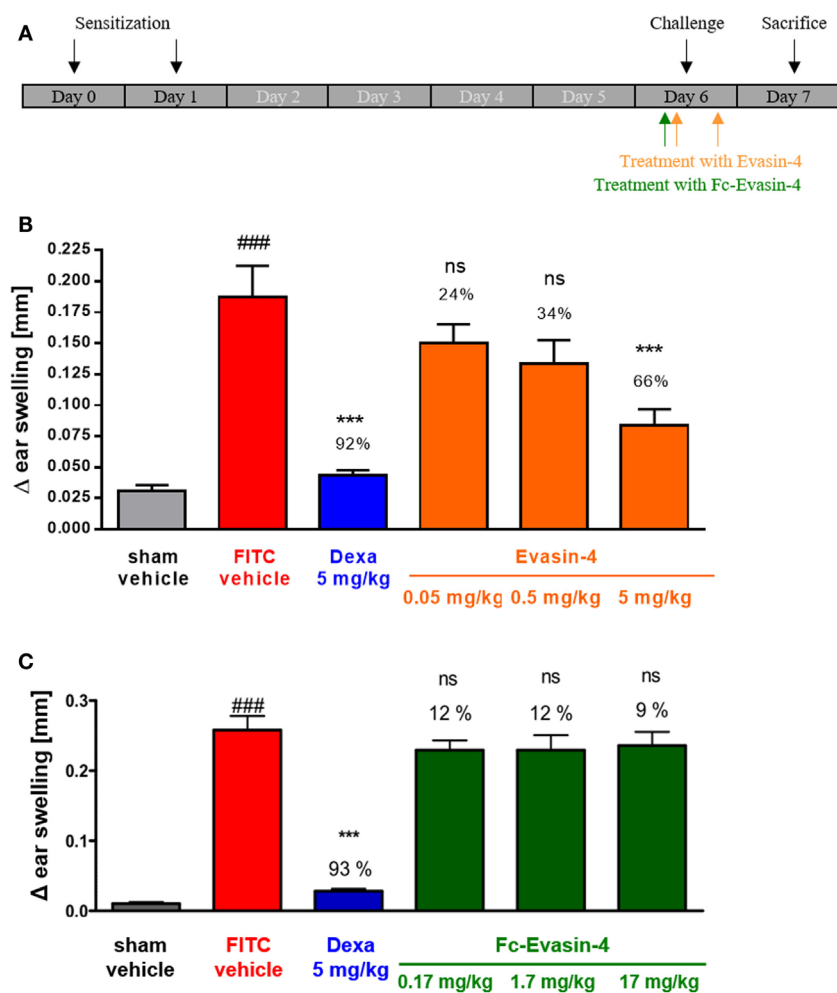 A
Sensitization
Challenge
Sacrifice
Day 0 Day 1 Day 2 Day 3 Day 4 Day 5 Day 6 Day 7
Treatment with Evasin-4
Treatment with Fc-Evasin-4
B
Δ ear swelling [mm]
0.225
0.200
0.175
0.150
0.125
0.100
0.075
0.050
0.025
0.000
###
***
92%
ns
24%
ns
34%
***
66%
sham
vehicle
FITC
vehicle
Dexa
5 mg/kg
Evasin-4
0.05 mg/kg 0.5 mg/kg 5 mg/kg
C
Δ ear swelling [mm]
0.3
0.2
0.1
0.0
###
***
93 %
ns
12 %
ns
12 %
ns
9 %
sham
vehicle
FITC
vehicle
Dexa
5 mg/kg
Fc-Evasin-4
0.17 mg/kg 1.7 mg/kg 17 mg/kg